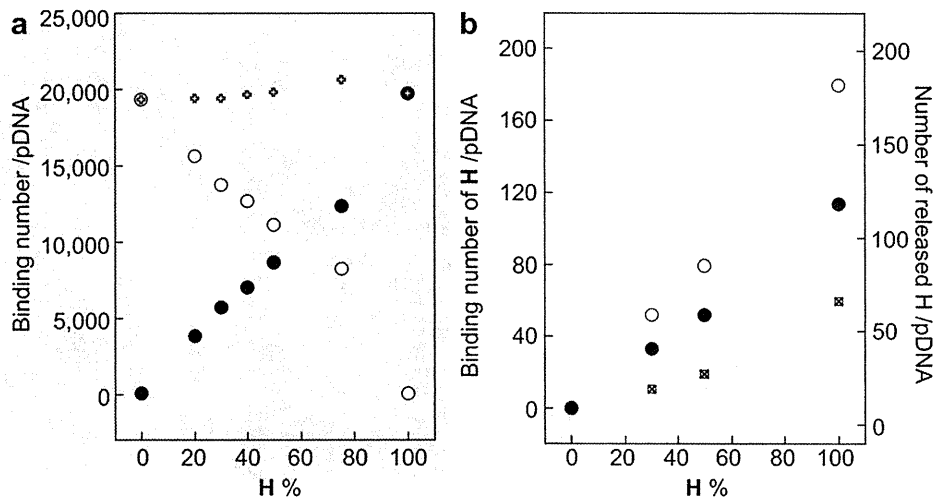 a
25,000
20,000
15,000
10,000
5,000
0
Binding number /pDNA
0 20 40 60 80 100
H %
b
200
160
120
80
40
0
Binding number of H /pDNA
200
150
100
50
0
Number of released H /pDNA
0 20 40 60 80 100
H %